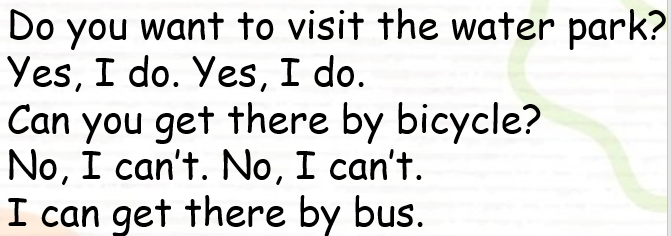 Do you want to visit the water park?
Yes, I do. Yes, I do.
Can you get there by bicycle?
No, I can't. No, I can't.
I can get there by bus.